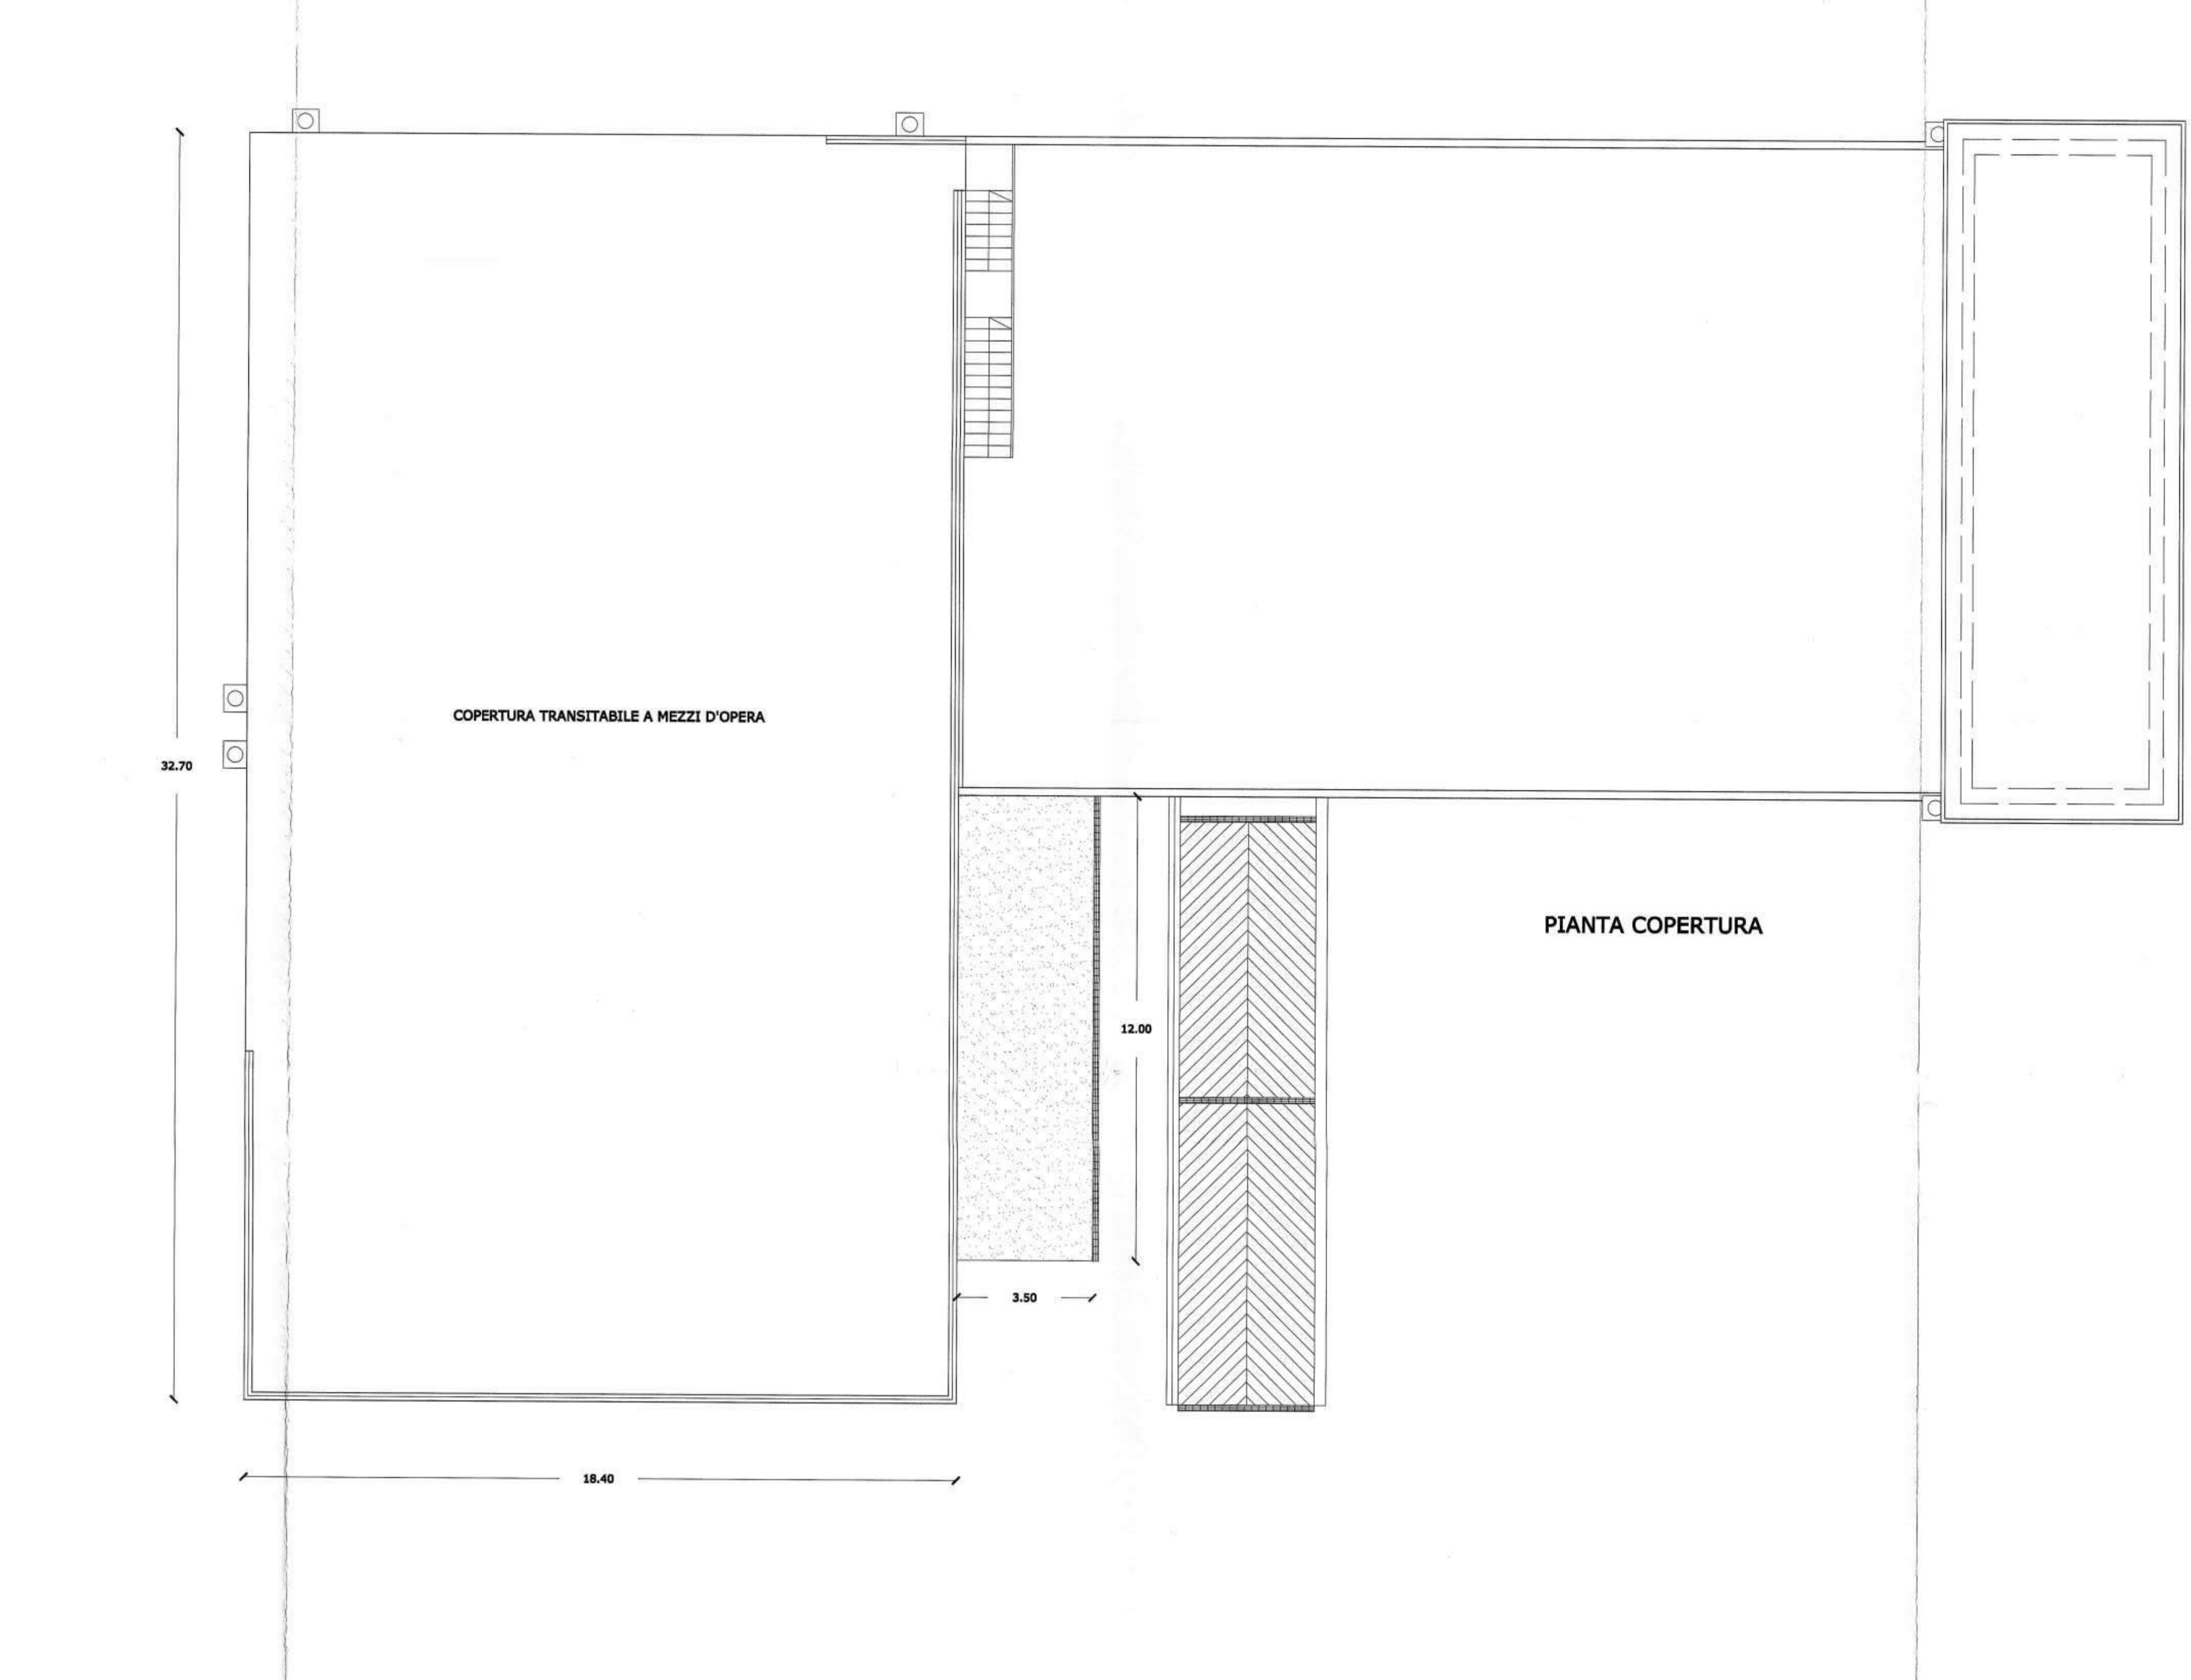 COPERTURA TRANSITABILE A MEZZI D'OPERA
32.70
PIANTA COPERTURA
12.00
3.50
18.40